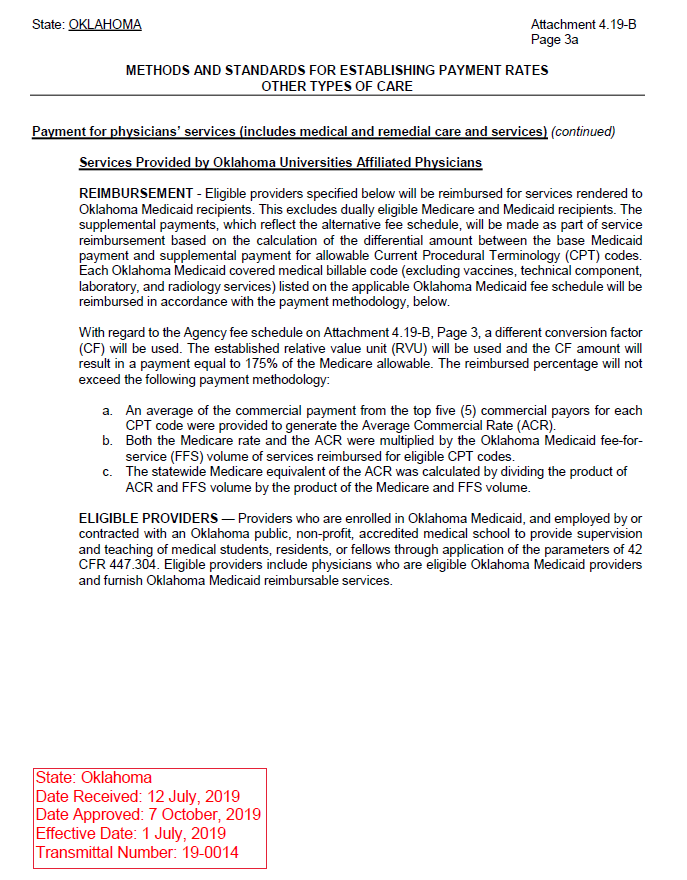 State: OKLAHOMA
Attachment 4.19-B
Page 3a
METHODS AND STANDARDS FOR ESTABLISHING PAYMENT RATES
OTHER TYPES OF CARE
Payment for physicians' services (includes medical and remedial care and services) (continued)
Services Provided by Oklahoma Universities Affiliated Physicians
REIMBURSEMENT - Eligible providers specified below will be reimbursed for services rendered to
Oklahoma Medicaid recipients. This excludes dually eligible Medicare and Medicaid recipients. The
supplemental payments, which reflect the alternative fee schedule, will be made as part of service
reimbursement based on the calculation of the differential amount between the base Medicaid
payment and supplemental payment for allowable Current Procedural Terminology (CPT) codes.
Each Oklahoma Medicaid covered medical billable code (excluding vaccines, technical component,
laboratory, and radiology services) listed on the applicable Oklahoma Medicaid fee schedule will be
reimbursed in accordance with the payment methodology, below.
With regard to the Agency fee schedule on Attachment 4.19-B, Page 3, a different conversion factor
(CF) will be used. The established relative value unit (RVU) will be used and the CF amount will
result in a payment equal to 175% of the Medicare allowable. The reimbursed percentage will not
exceed the following payment methodology:
a. An average of the commercial payment from the top five (5) commercial payors for each
CPT code were provided to generate the Average Commercial Rate (ACR).
b. Both the Medicare rate and the ACR were multiplied by the Oklahoma Medicaid fee-for-
service (FFS) volume of services reimbursed for eligible CPT codes.
c. The statewide Medicare equivalent of the ACR was calculated by dividing the product of
ACR and FFS volume by the product of the Medicare and FFS volume.
ELIGIBLE PROVIDERS — Providers who are enrolled in Oklahoma Medicaid, and employed by or
contracted with an Oklahoma public, non-profit, accredited medical school to provide supervision
and teaching of medical students, residents, or fellows through application of the parameters of 42
CFR 447.304. Eligible providers include physicians who are eligible Oklahoma Medicaid providers
and furnish Oklahoma Medicaid reimbursable services.
State: Oklahoma
Date Received: 12 July, 2019
Date Approved: 7 October, 2019
Effective Date: 1 July, 2019
Transmittal Number: 19-0014